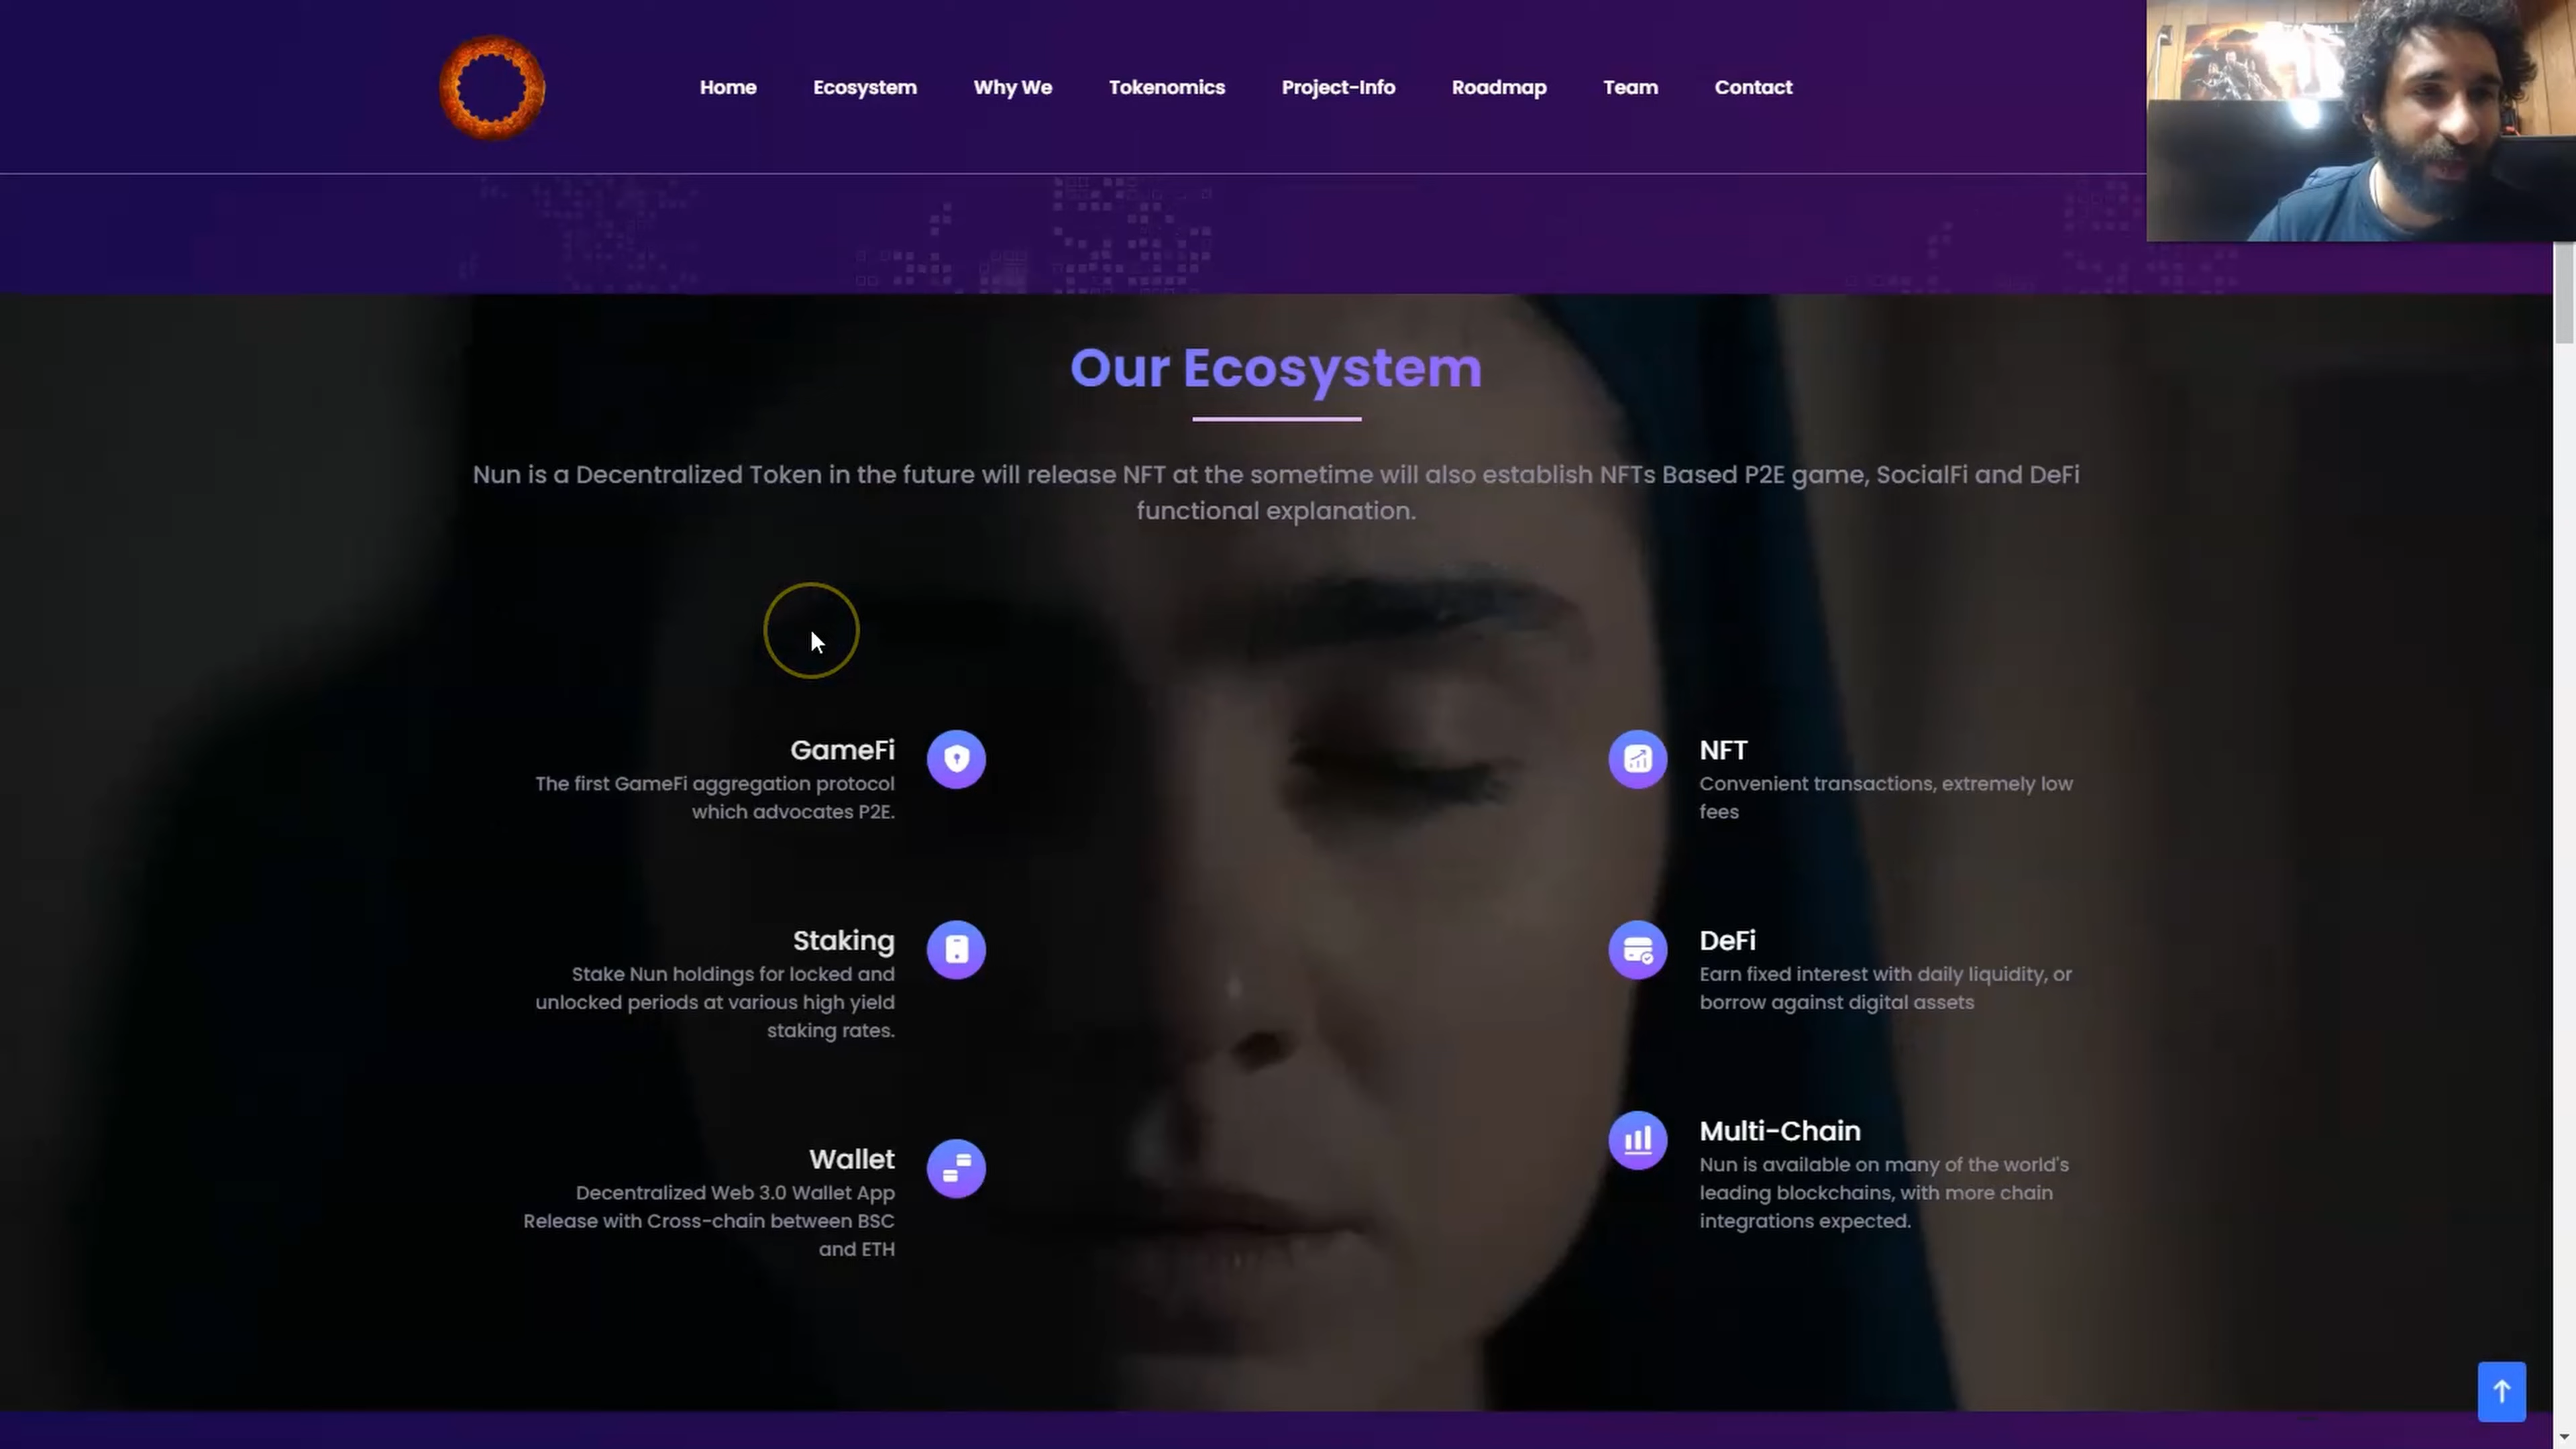 Home Ecosystem Why We Tokenomics Project-Info Roadmap Team Contact
Our Ecosystem
Nun is a Decentralized Token in the future will release NFT at the sometime will also establish NFTs Based P2E game, SocialFi and DeFi
functional explanation.
GameFi
The first GameFi aggregation protocol
which advocates P2E.
Staking
Stake Nun holdings for locked and
unlocked periods at various high yield
staking rates.
Wallet
Decentralized Web 3.0 Wallet App
Release with Cross-chain between BSC
and ETH
NFT
Convenient transactions, extremely low
fees
DeFi
Earn fixed interest with daily liquidity, or
borrow against digital assets
Multi-Chain
Nun is available on many of the world's
leading blockchains, with more chain
integrations expected.